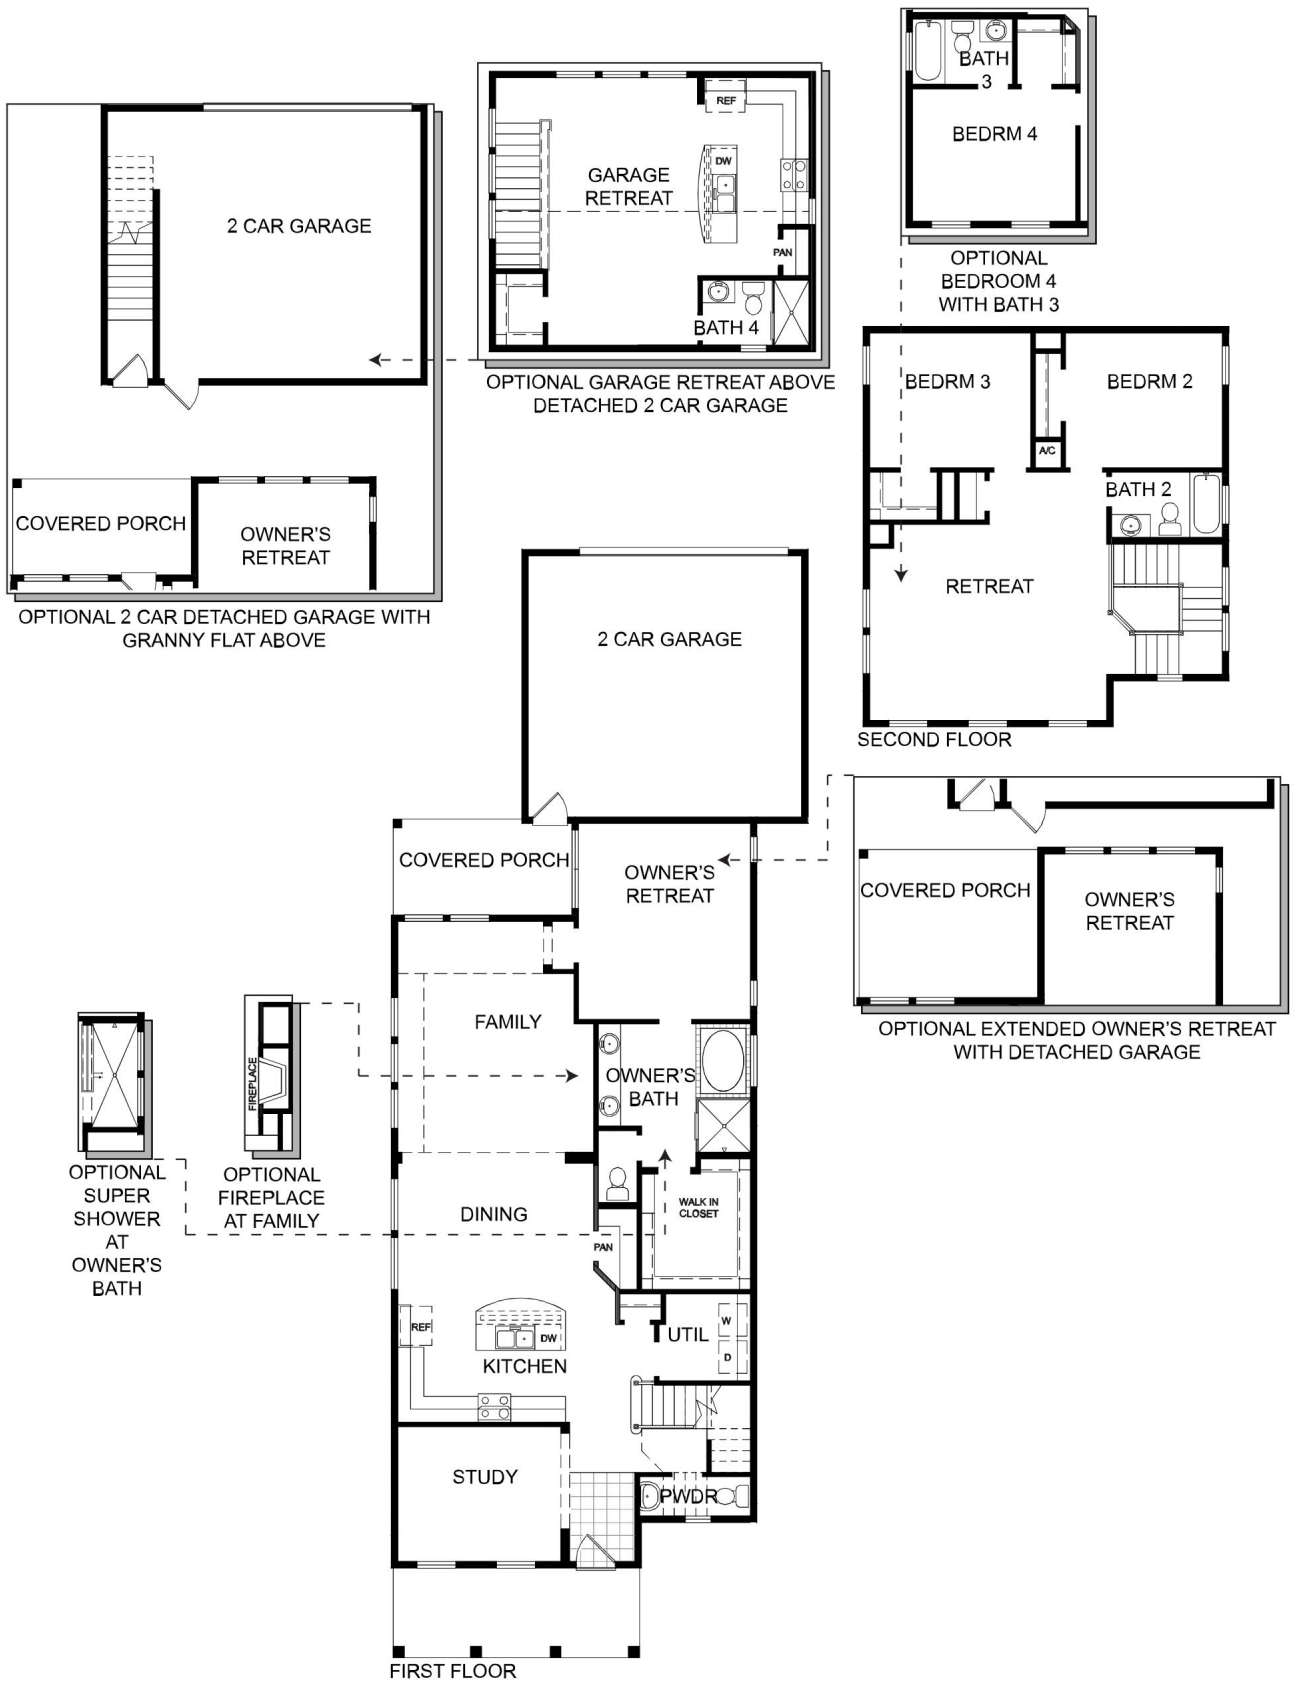 BATH
3
BEDRM 4
OPTIONAL
BEDROOM 4
WITH BATH 3
REF
DW
GARAGE
RETREAT
PAN
BATH 4
OPTIONAL GARAGE RETREAT ABOVE
DETACHED 2 CAR GARAGE
2 CAR GARAGE
COVERED PORCH
OWNER'S
RETREAT
OPTIONAL 2 CAR DETACHED GARAGE WITH
GRANNY FLAT ABOVE
BEDRM 3
BEDRM 2
A/C
BATH 2
RETREAT
SECOND FLOOR
2 CAR GARAGE
COVERED PORCH
OWNER'S
RETREAT
COVERED PORCH
OWNER'S
RETREAT
OPTIONAL EXTENDED OWNER'S RETREAT
WITH DETACHED GARAGE
FAMILY
OWNER'S
BATH
FIREPLACE
OPTIONAL
SUPER
SHOWER
AT
OWNER'S
BATH
OPTIONAL
FIREPLACE
AT FAMILY
WALK IN
CLOSET
DINING
PAN
REF
DW
KITCHEN
UTIL
W
D
STUDY
PWDR
FIRST FLOOR